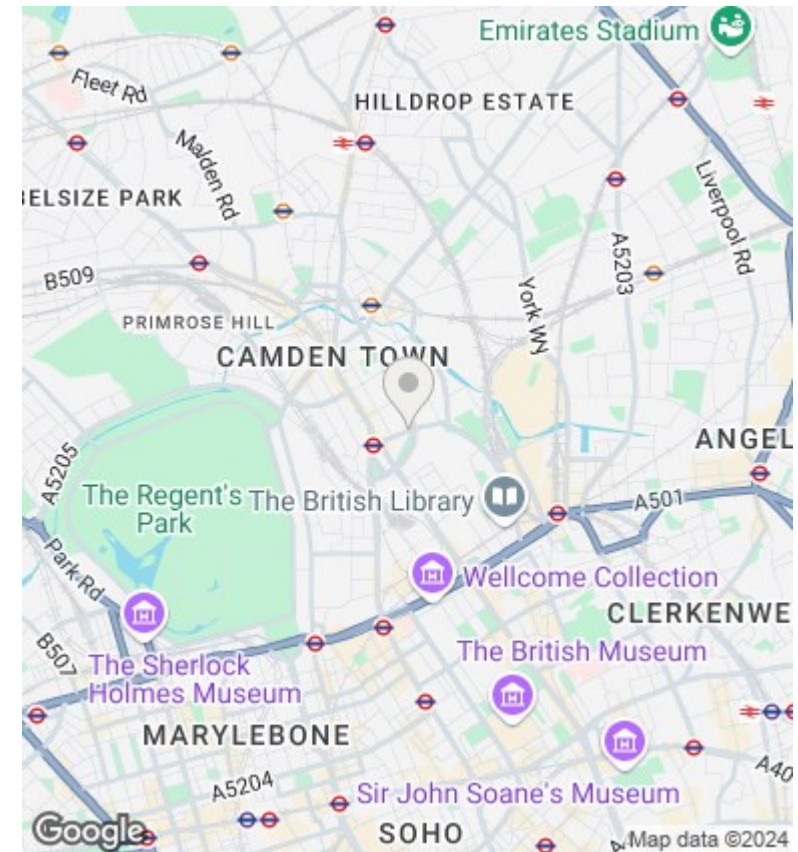 Emirates Stadium
Fleet Rd
HILLDROP ESTATE
Malden Rd
Liverpool Rd
BELSIZE PARK
A5203
B509
York Wy
PRIMROSE HILL
CAMDEN TOWN
ANGEL
A5205
The Regent's
Park
The British Library
A501
Park Rd
Wellcome Collection
CLERKENWE
B507
The British Museum
The Sherlock
Holmes Museum
MARYLEBONE
A40
A5204
Sir John Soane's Museum
SOHO
Google
Map data ©2024